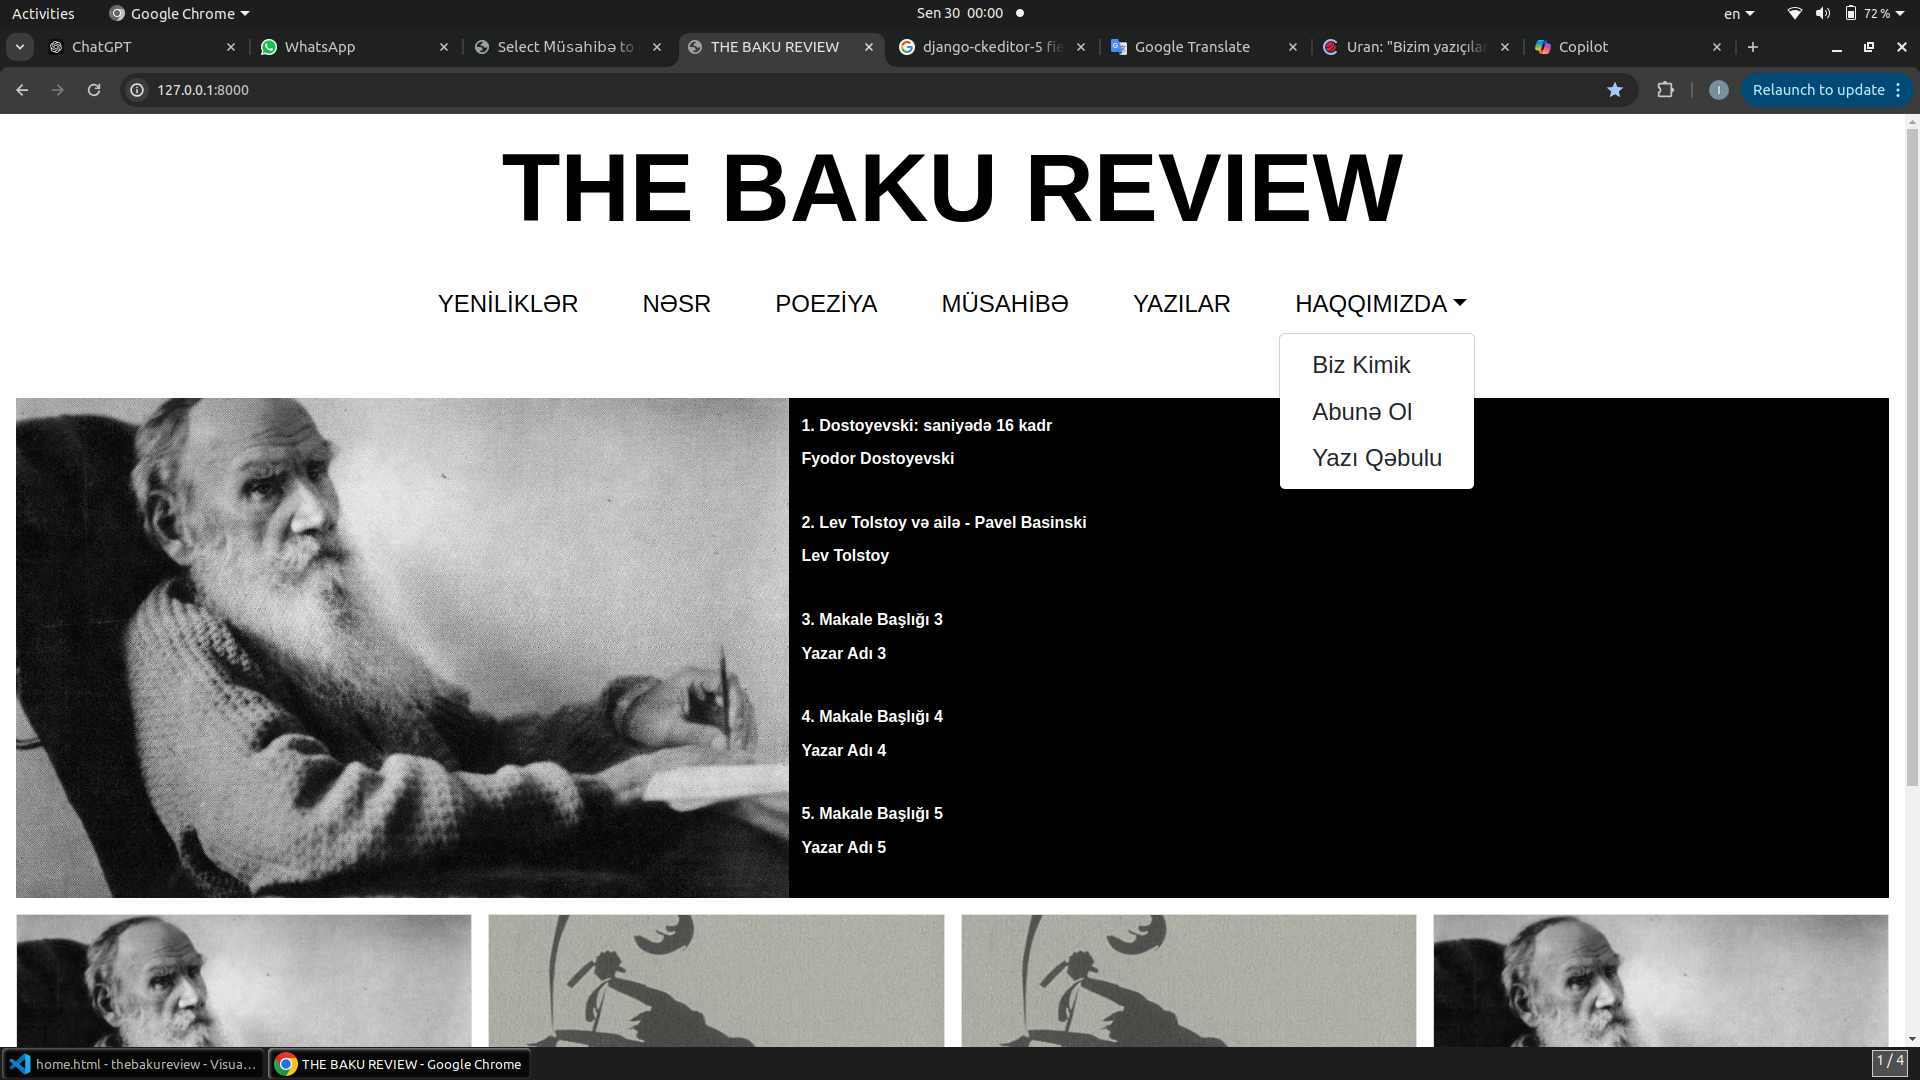 Activities
Google Chrome
Sen 30 00:00
en
72 %
ChatGPT
WhatsApp
Select Müsahibə to
THE BAKU REVIEW
django-ckeditor-5 fie
Google Translate
Uran: "Bizim yazıçılar
Copilot
127.0.0.1:8000
I
Relaunch to update
THE BAKU REVIEW
YENİLİKLƏR
NƏSR
POEZİYA
MÜSAHİBƏ
YAZILAR
HAQQIMIZDA
Biz Kimik
Abunə Ol
Yazı Qəbulu
1. Dostoyevski: saniyədə 16 kadr
Fyodor Dostoyevski
2. Lev Tolstoy və ailə - Pavel Basinski
Lev Tolstoy
3. Makale Başlığı 3
Yazar Adı 3
4. Makale Başlığı 4
Yazar Adı 4
5. Makale Başlığı 5
Yazar Adı 5
home.html - thebakureview - Visua...
THE BAKU REVIEW - Google Chrome
1 / 4